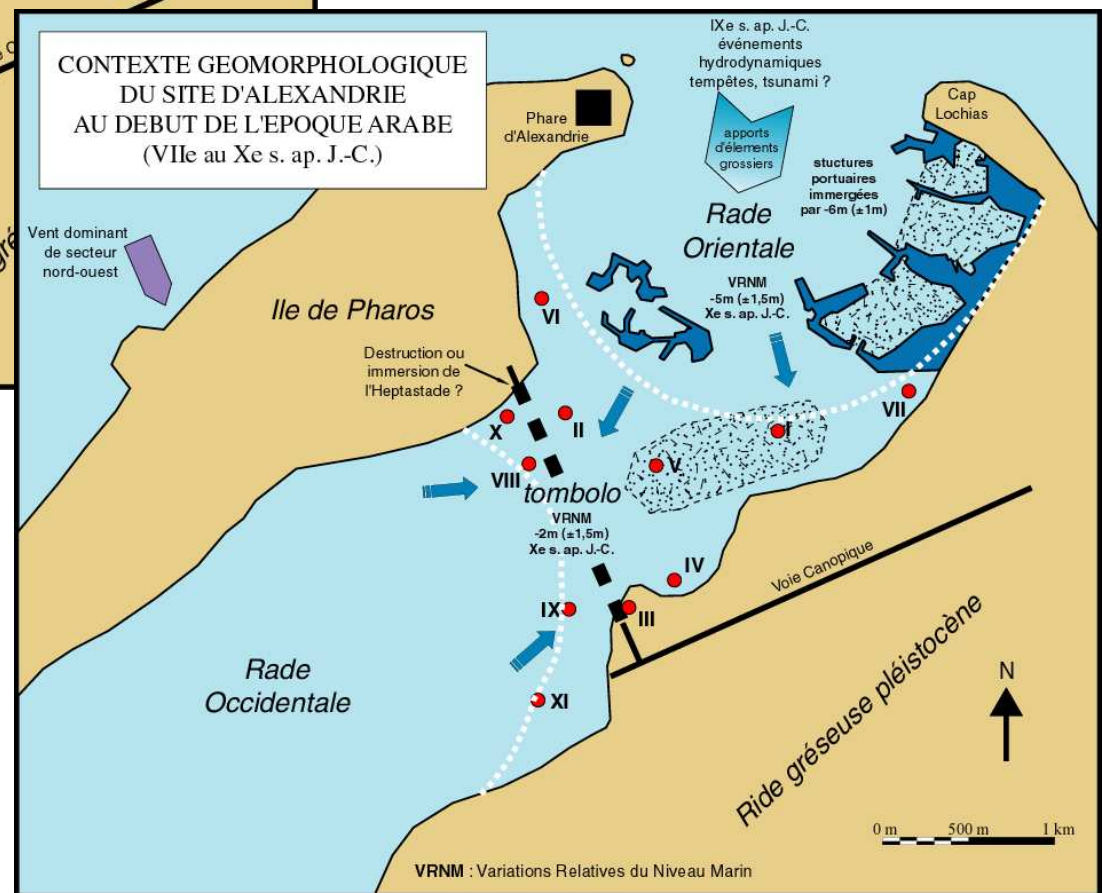 CONTEXTE GEOMORPHOLOGIQUE
DU SITE D'ALEXANDRIE
AU DEBUT DE L'EPOQUE ARABE
(VIIe au Xe s. ap. J.-C.)
IXe s. ap. J.-C.
événements
hydrodynamiques
tempêtes, tsunami ?
apports
d'élements
grossiers
Cap
Lochias
Phare
d'Alexandrie
stuctures
portuaires
immergées
par -6m (±1m)
Rade
Orientale
VRNM
-5m (±1,5m)
Xe s. ap. J.-C.
Vent dominant
de secteur
nord-ouest
Ile de Pharos
VI
Destruction ou
immersion de
l'Heptastade ?
X
II
VII
I
V
VIII
tombolo
VRNM
-2m (±1,5m)
Xe s. ap. J.-C.
IV
Voie Canopique
IX
III
Rade
Occidentale
XI
Ride gréseuse pléistocène
N
0 m 500 m 1 km
VRNM : Variations Relatives du Niveau Marin